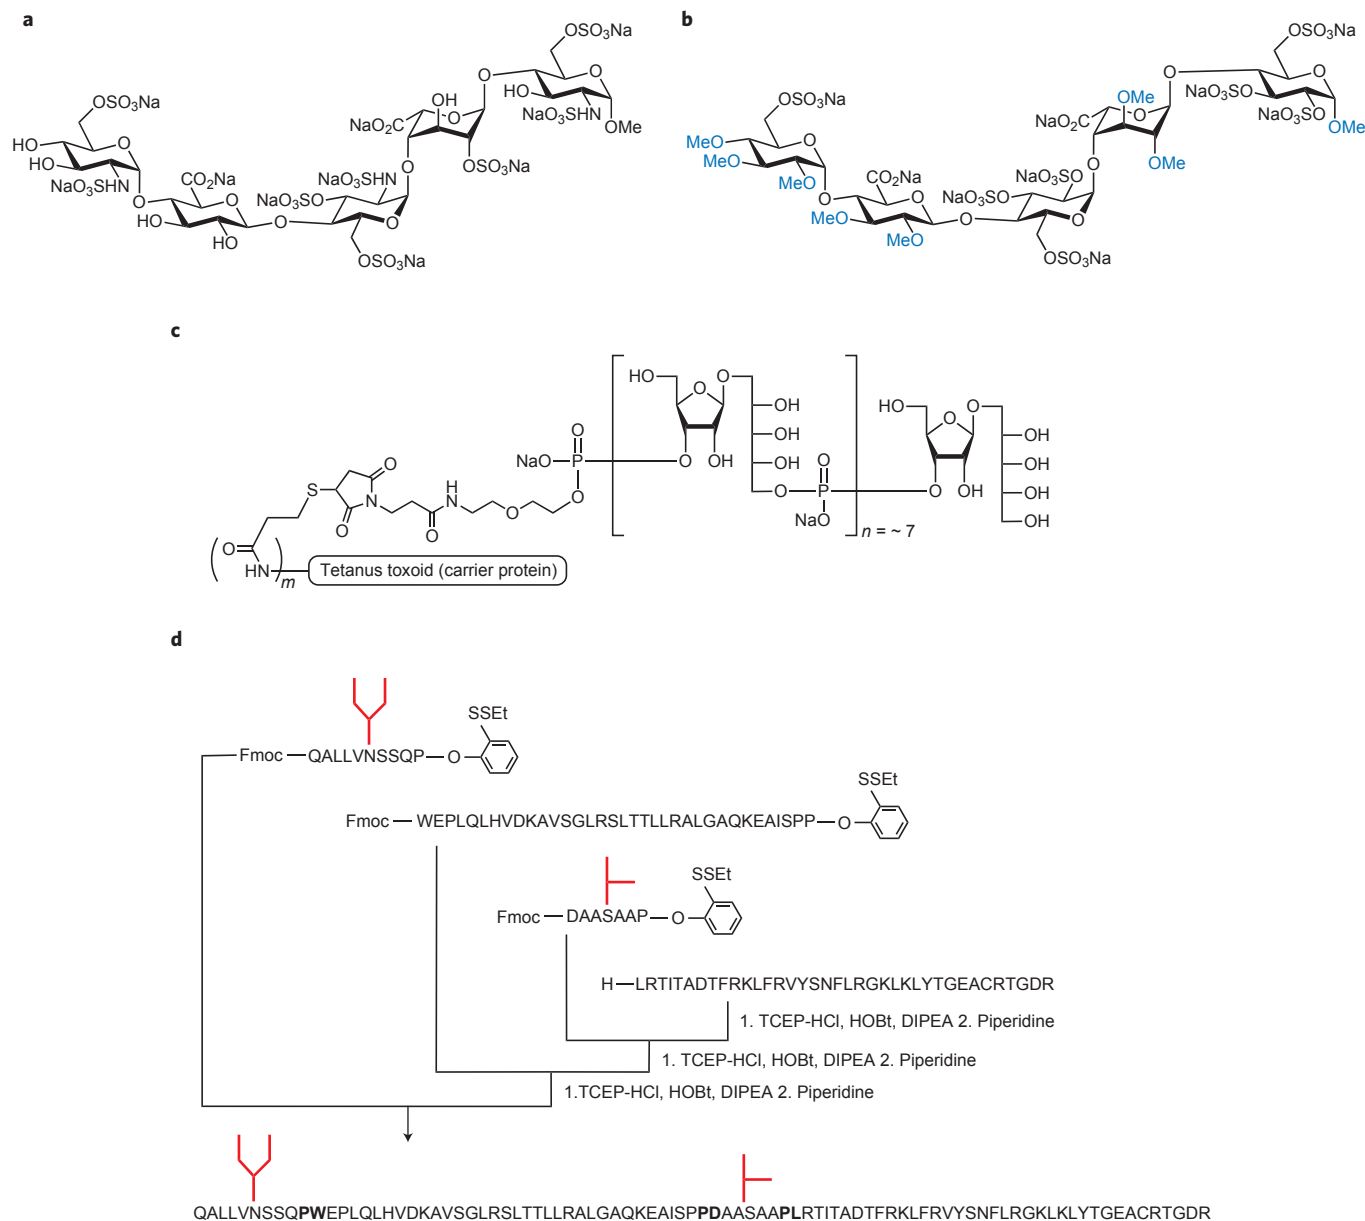 a
OSO3Na
O
O
HO
NaO3SHN
OMe
OH
O
NaO2C
OSO3Na
O
OSO3Na
HO
HO
O
NaO3SHN
O
CO2Na
O
HO
HO
O
NaO3SHN
NaO3SO
O
OSO3Na
b
OSO3Na
O
O
NaO3SO
NaO3SO
OMe
OMe
O
NaO2C
OMe
O
OSO3Na
MeO
MeO
O
MeO
O
CO2Na
O
MeO
MeO
O
NaO3SO
NaO3SO
O
OSO3Na
c
HO
O
O
OH
OH
OH
OH
O
O
NaO
P
O
O
P
NaO
n = ~ 7
HO
O
O
O
OH
OH
OH
OH
OH
S
O
N
O
O
H
N
O
O
HN
m
Tetanus toxoid (carrier protein)
d
SSEt
Fmoc
QALLVNSSQP
O
SSEt
Fmoc
WEPLQLHVDKAVSGLRSLTTLLRALGAQKEAISPP
O
SSEt
Fmoc
DAASAAP
O
H
LRTITADTFRKLFRVYSNFLRGKLKLYTGEACRTGDR
1. TCEP-HCl, HOBt, DIPEA 2. Piperidine
1. TCEP-HCl, HOBt, DIPEA 2. Piperidine
1.TCEP-HCl, HOBt, DIPEA 2. Piperidine
QALLVNSSQPWEPLQLHVDKAVSGLRSLTTLLRALGAQKEAISPPDAASAAPLRTITADTFRKLFRVYSNFLRGKLKLYTGEACRTGDR